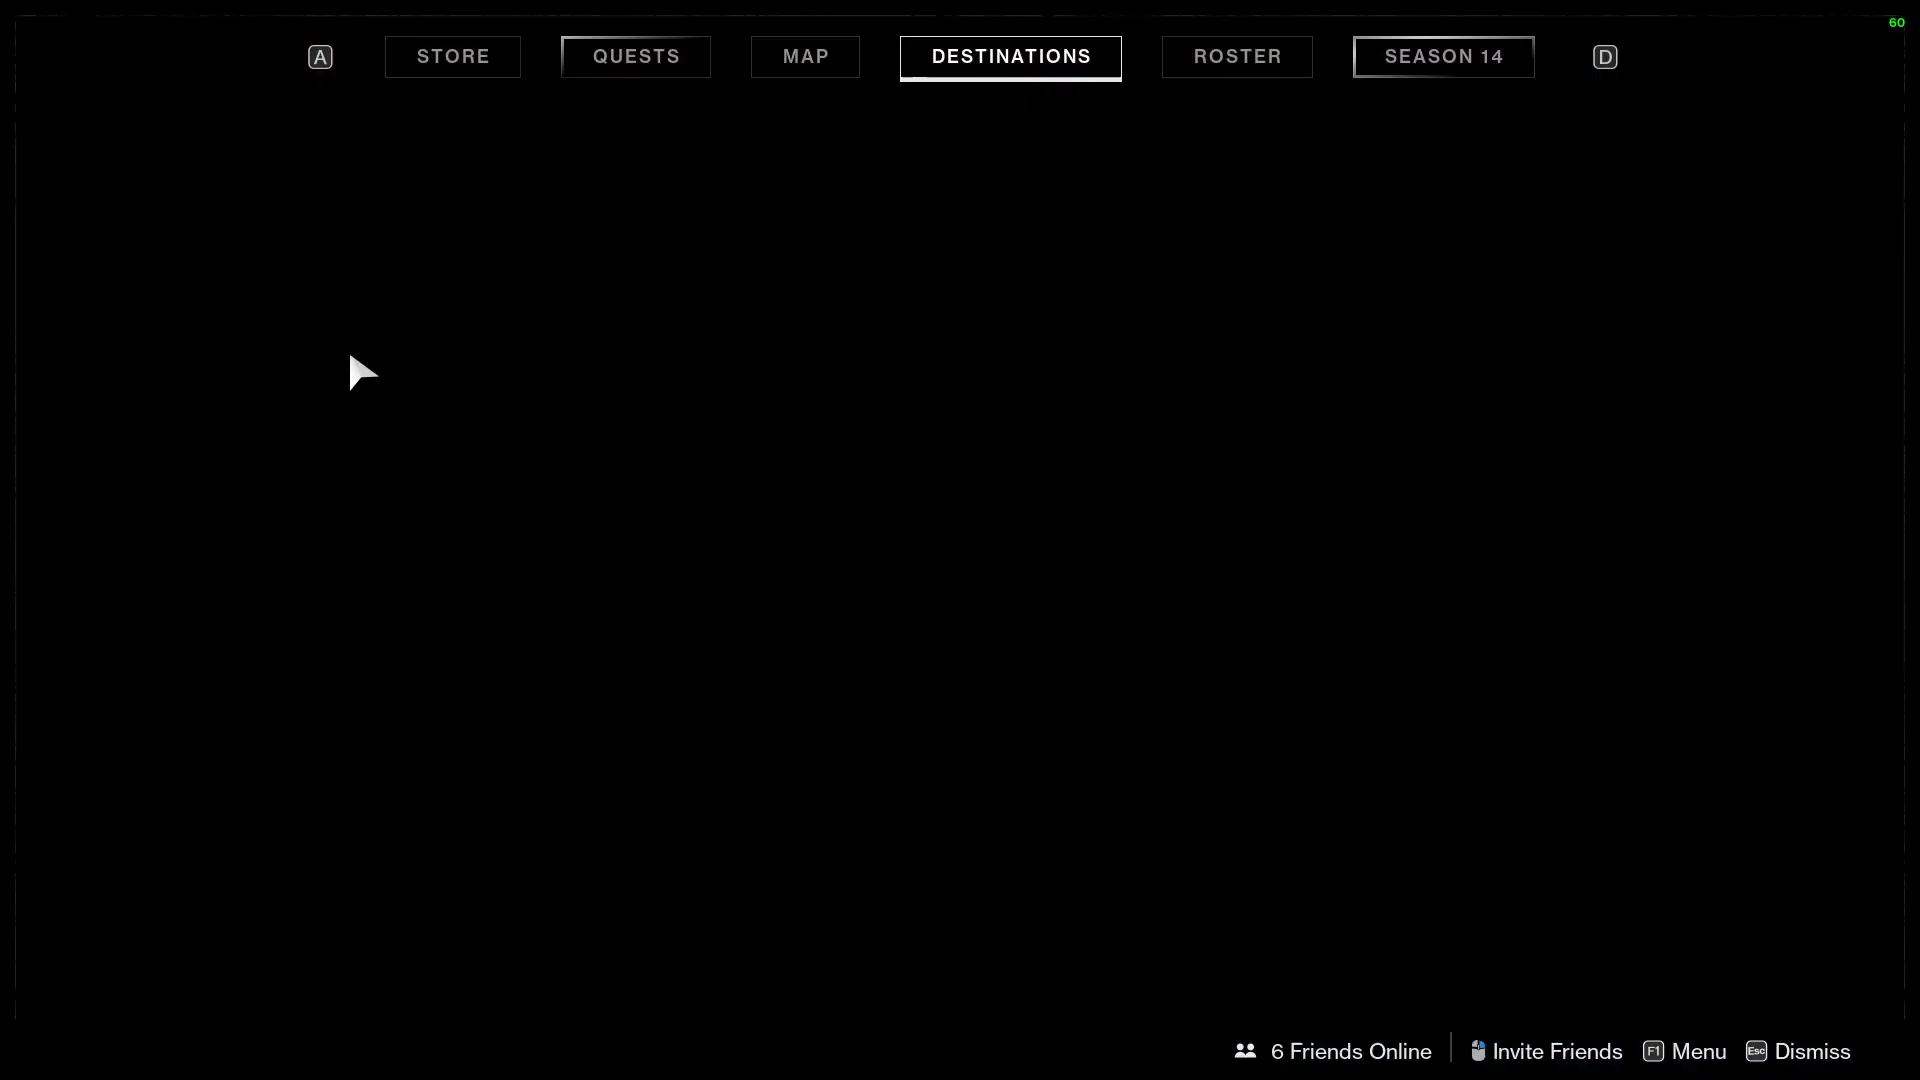 60
A STORE QUESTS MAP DESTINATIONS ROSTER SEASON 14 D
6 Friends Online Invite Friends F1 Menu Esc Dismiss